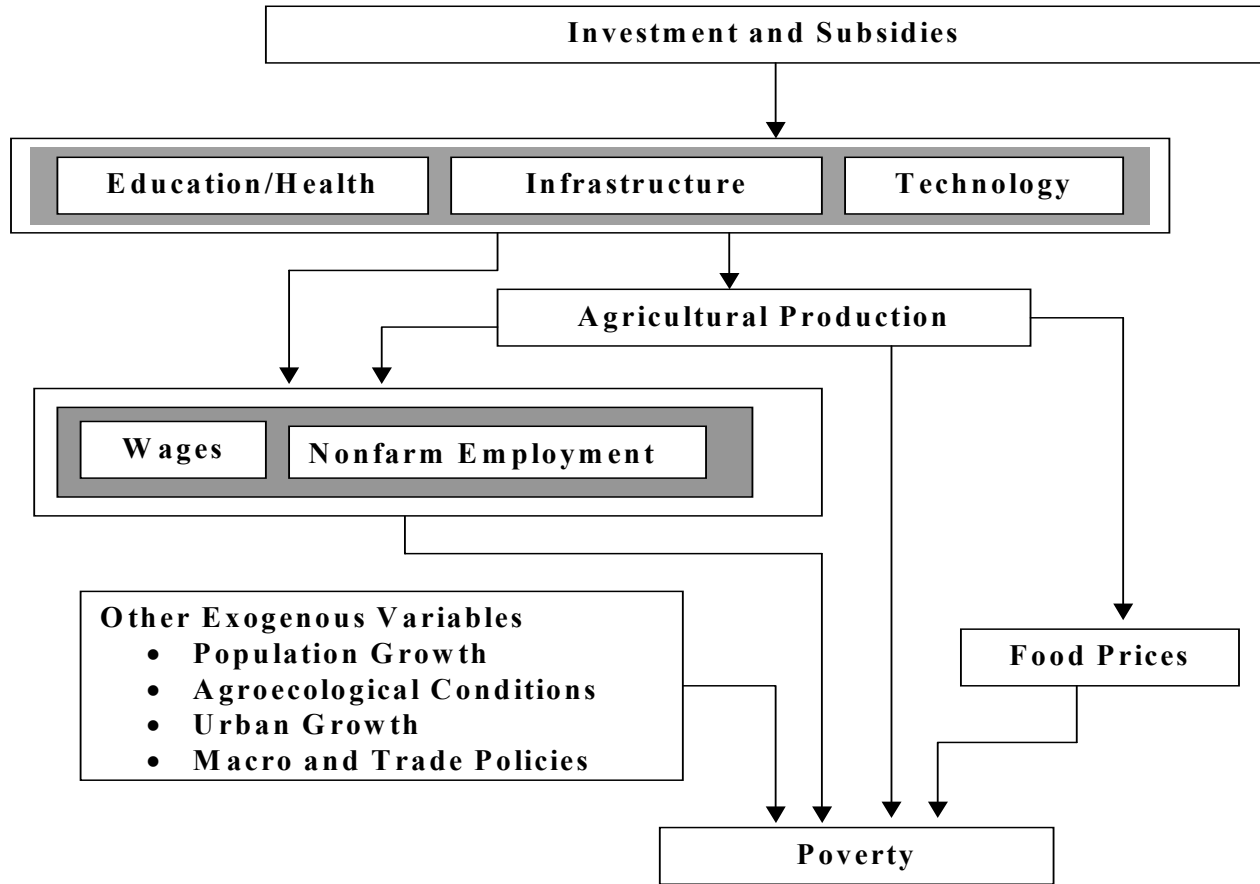 Investment and Subsidies
Education/Health
Infrastructure
Technology
Agricultural Production
Wages
Nonfarm Employment
Other Exogenous Variables
• Population Growth
• Agroecological Conditions
• Urban Growth
• Macro and Trade Policies
Food Prices
Poverty